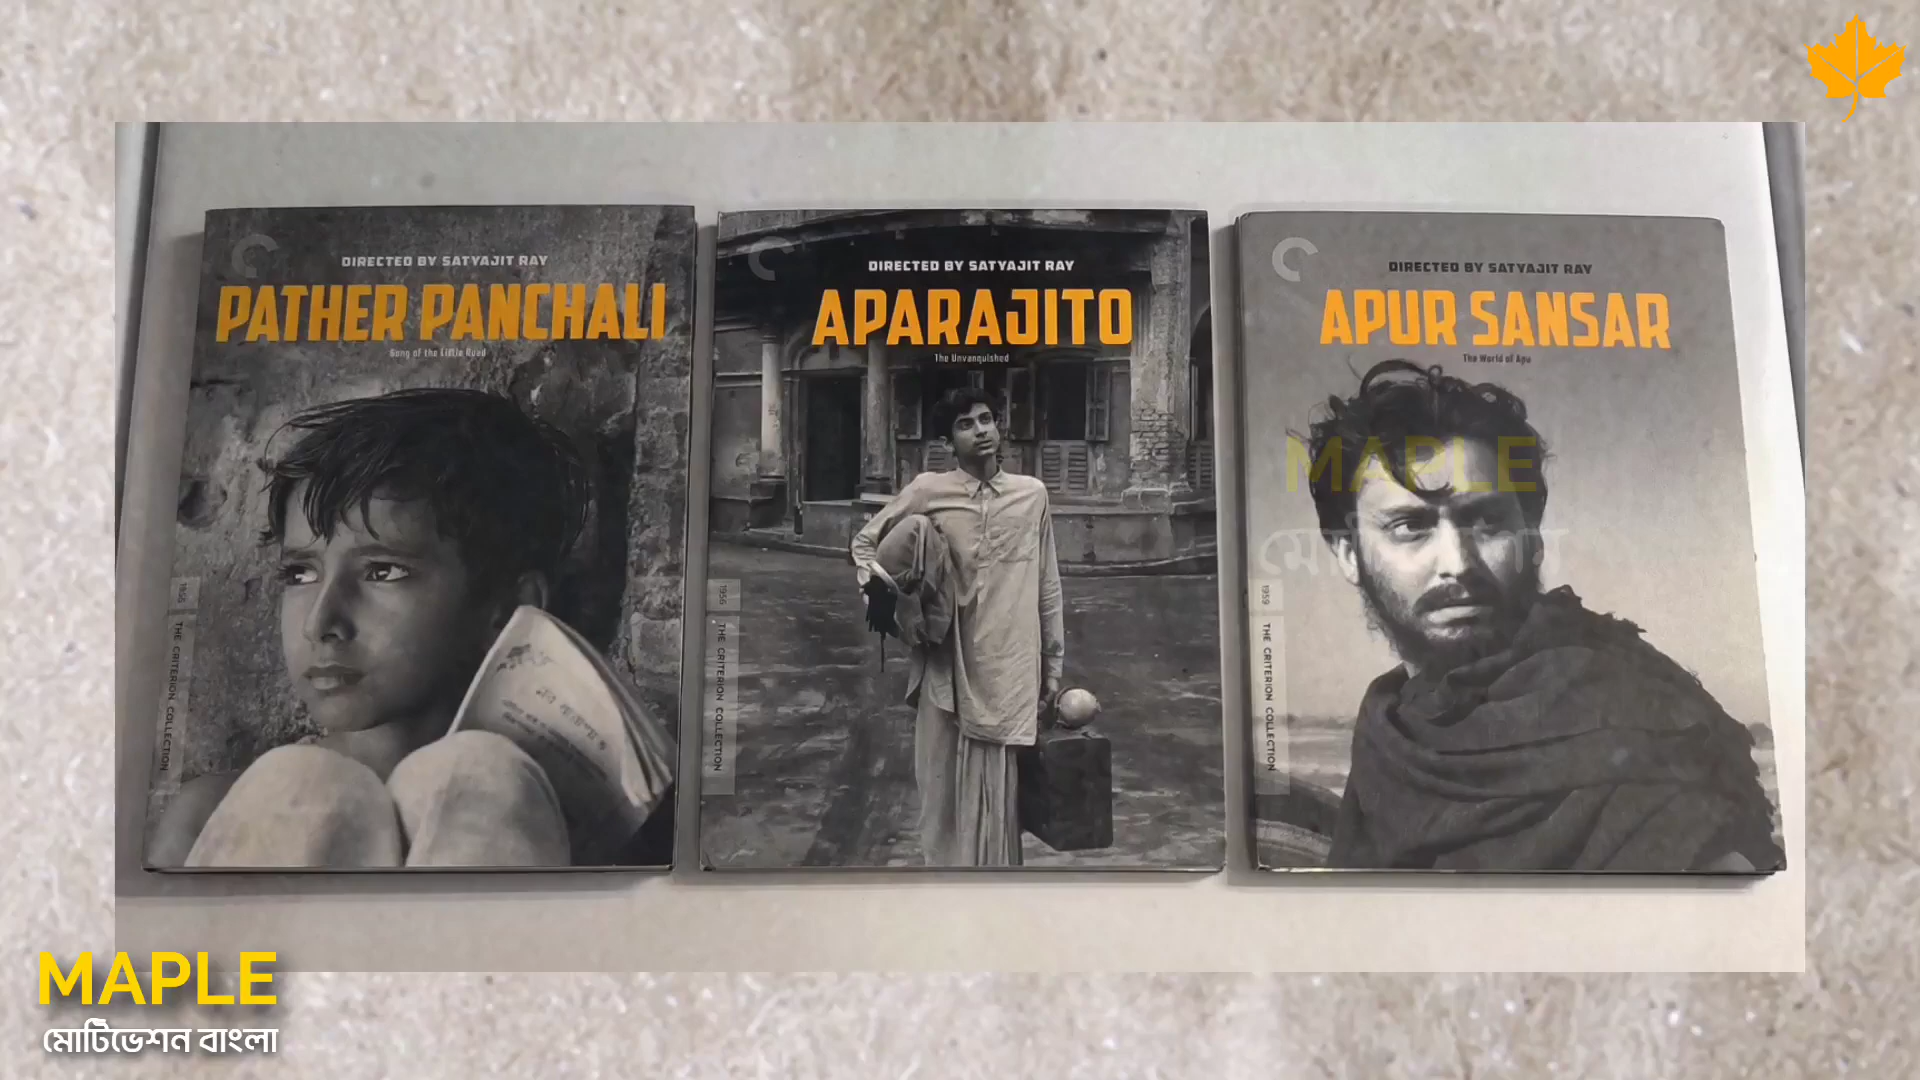 DIRECTED BY SATYAJIT RAY
PATHER PANCHALI
Song of the Little Road
1955
THE CRITERION COLLECTION
DIRECTED BY SATYAJIT RAY
APARAJITO
The Unvanquished
1956
THE CRITERION COLLECTION
DIRECTED BY SATYAJIT RAY
APUR SANSAR
The World of Apu
1959
THE CRITERION COLLECTION
MAPLE
MAPLE
মোটিভেশন বাংলা